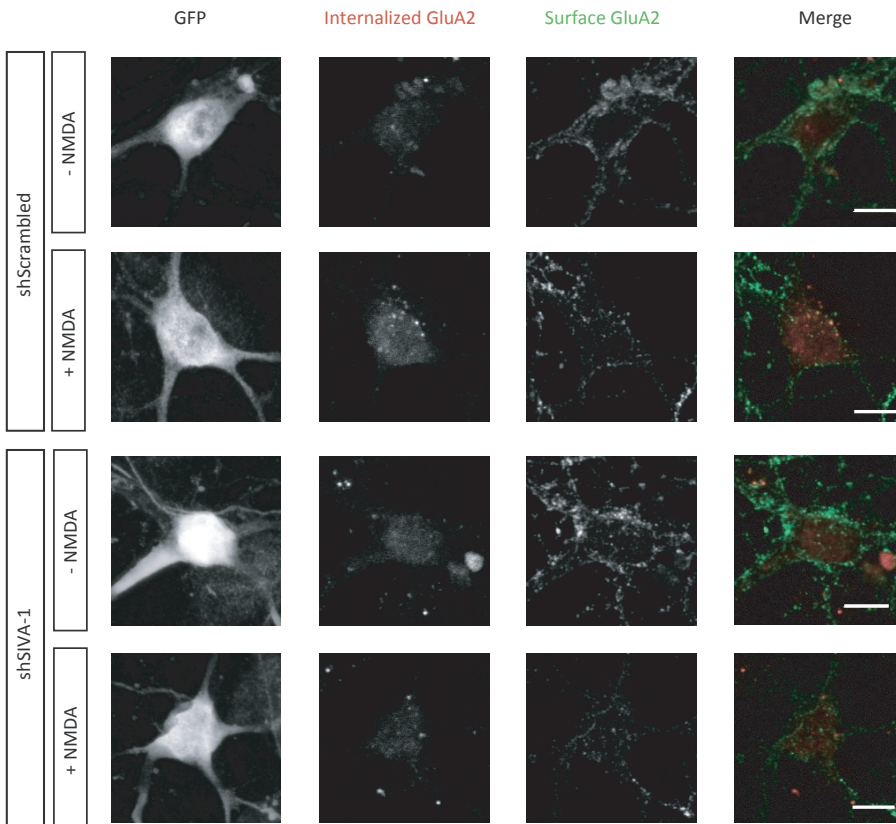 GFP
Internalized GluA2
Surface GluA2
Merge
shScrambled
- NMDA
+ NMDA
shSIVA-1
- NMDA
+ NMDA